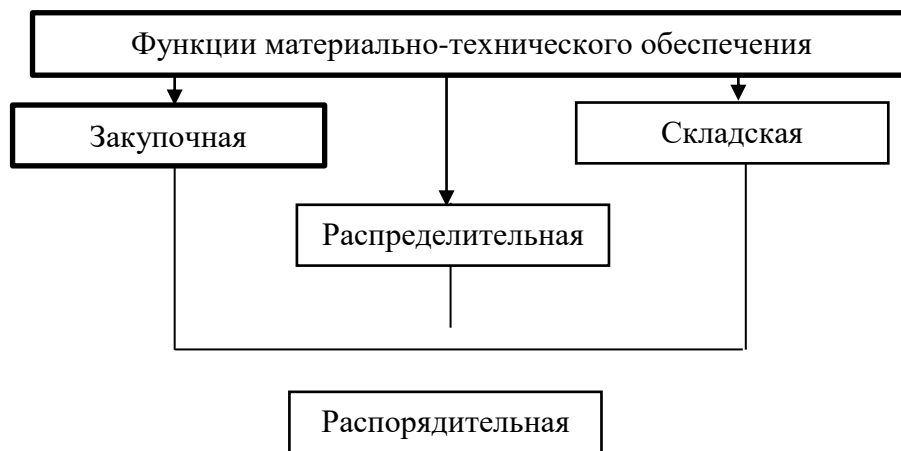 Функции материально-технического обеспечения
Закупочная
Складская
Распределительная
Распорядительная